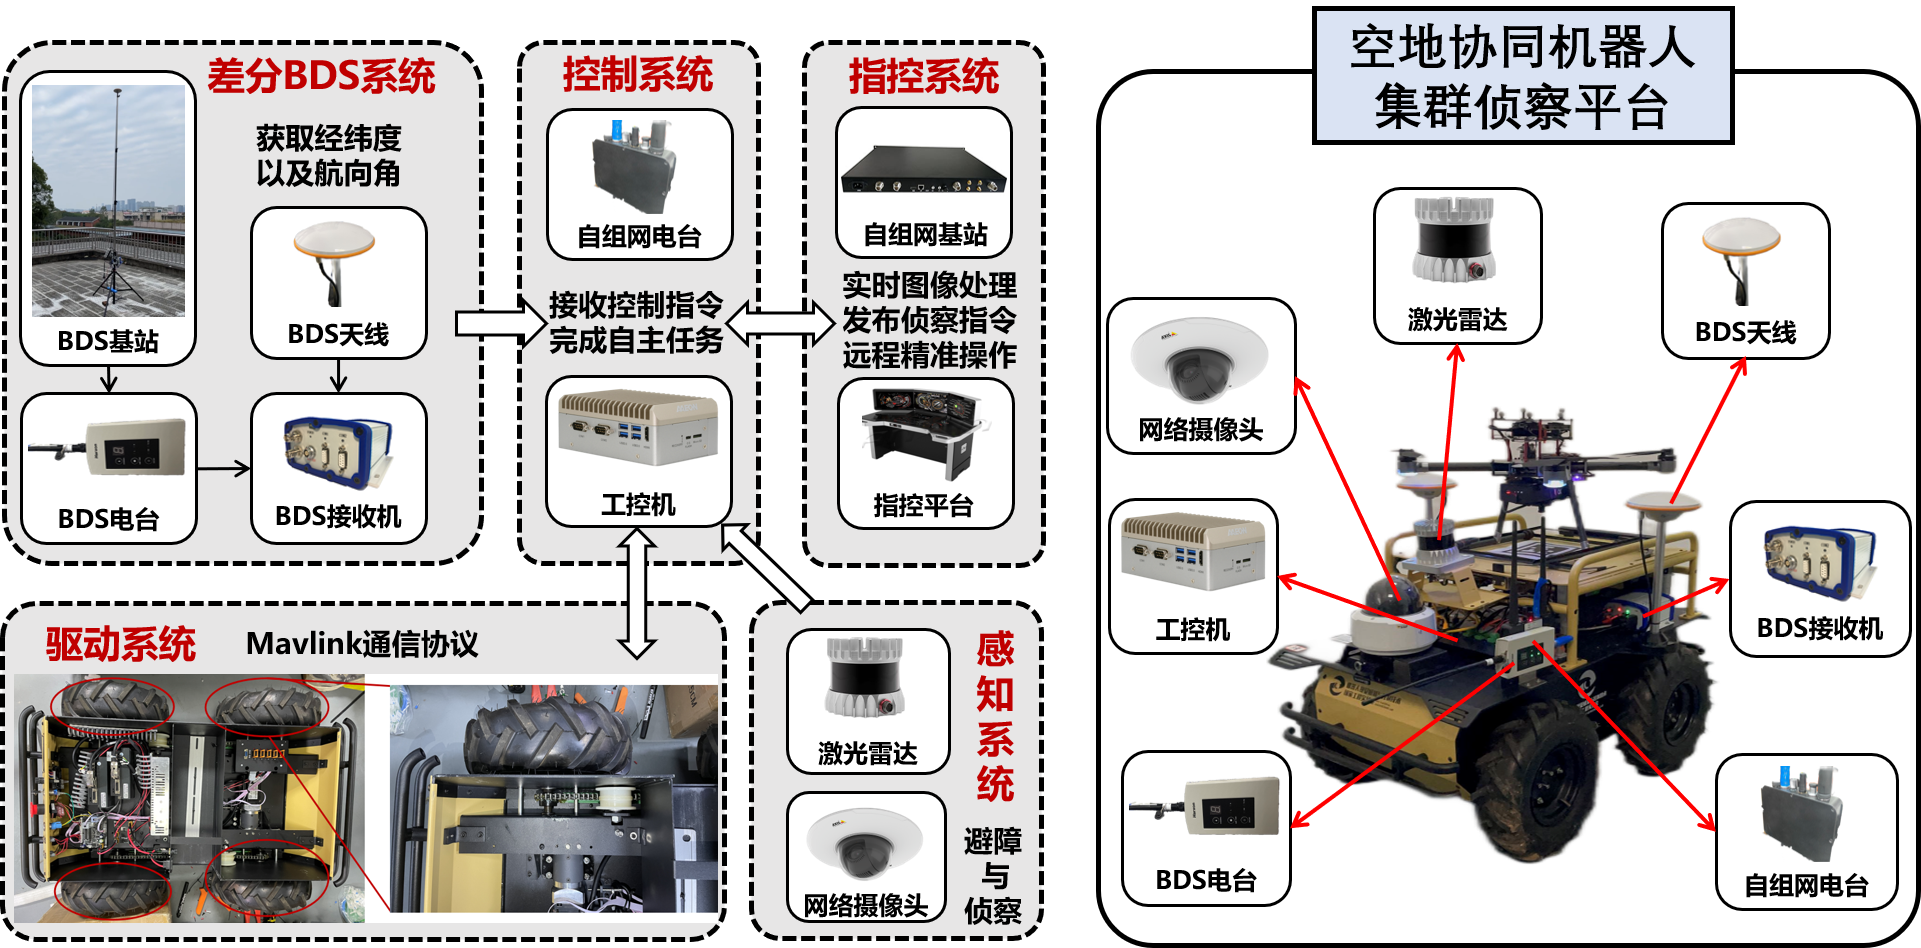 差分BDS系统
获取经纬度
以及航向角
BDS基站
BDS天线
BDS电台
BDS接收机
控制系统
自组网电台
接收控制指令
完成自主任务
工控机
指控系统
自组网基站
实时图像处理
发布侦察指令
远程精准操作
指控平台
驱动系统
Mavlink通信协议
感知系统
激光雷达
网络摄像头
避障
与
侦察
空地协同机器人
集群侦察平台
激光雷达
BDS天线
网络摄像头
工控机
BDS接收机
BDS电台
自组网电台